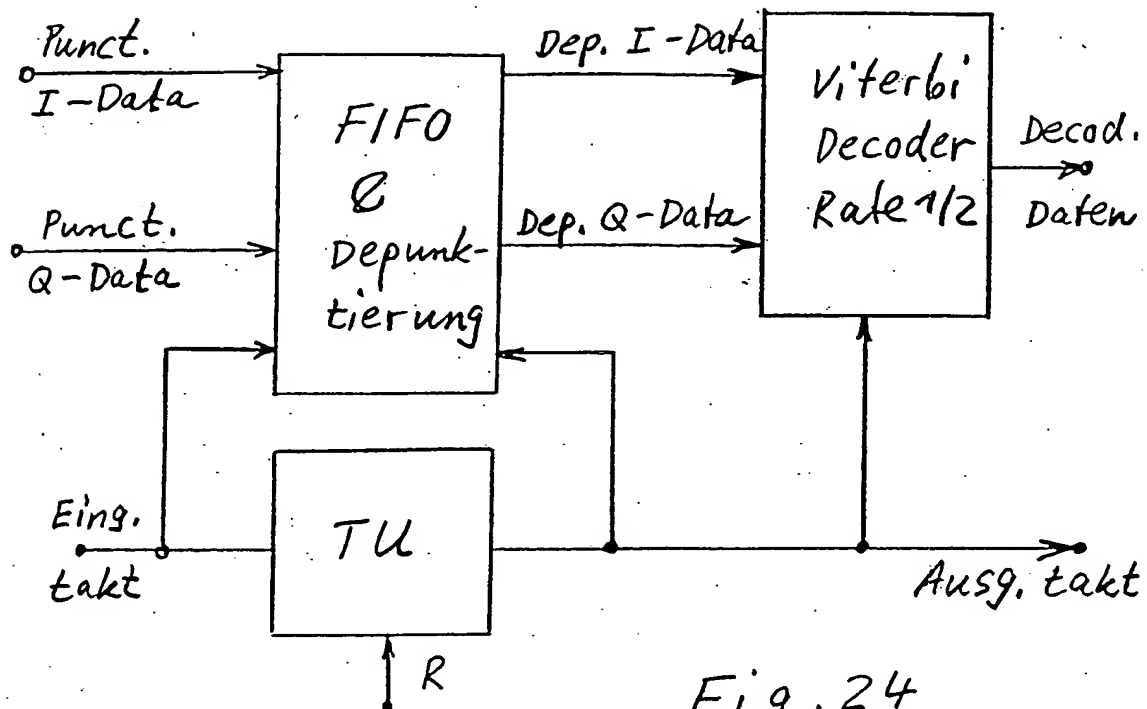 Punct.
I-Data
Punct.
Q-Data
FIFO
&
Depunk-
tierung
Dep. I-Data
Dep. Q-Data
Viterbi
Decoder
Rate 1/2
Decod.
Daten
Eing.
takt
TU
R
Ausg. takt
Fig. 24